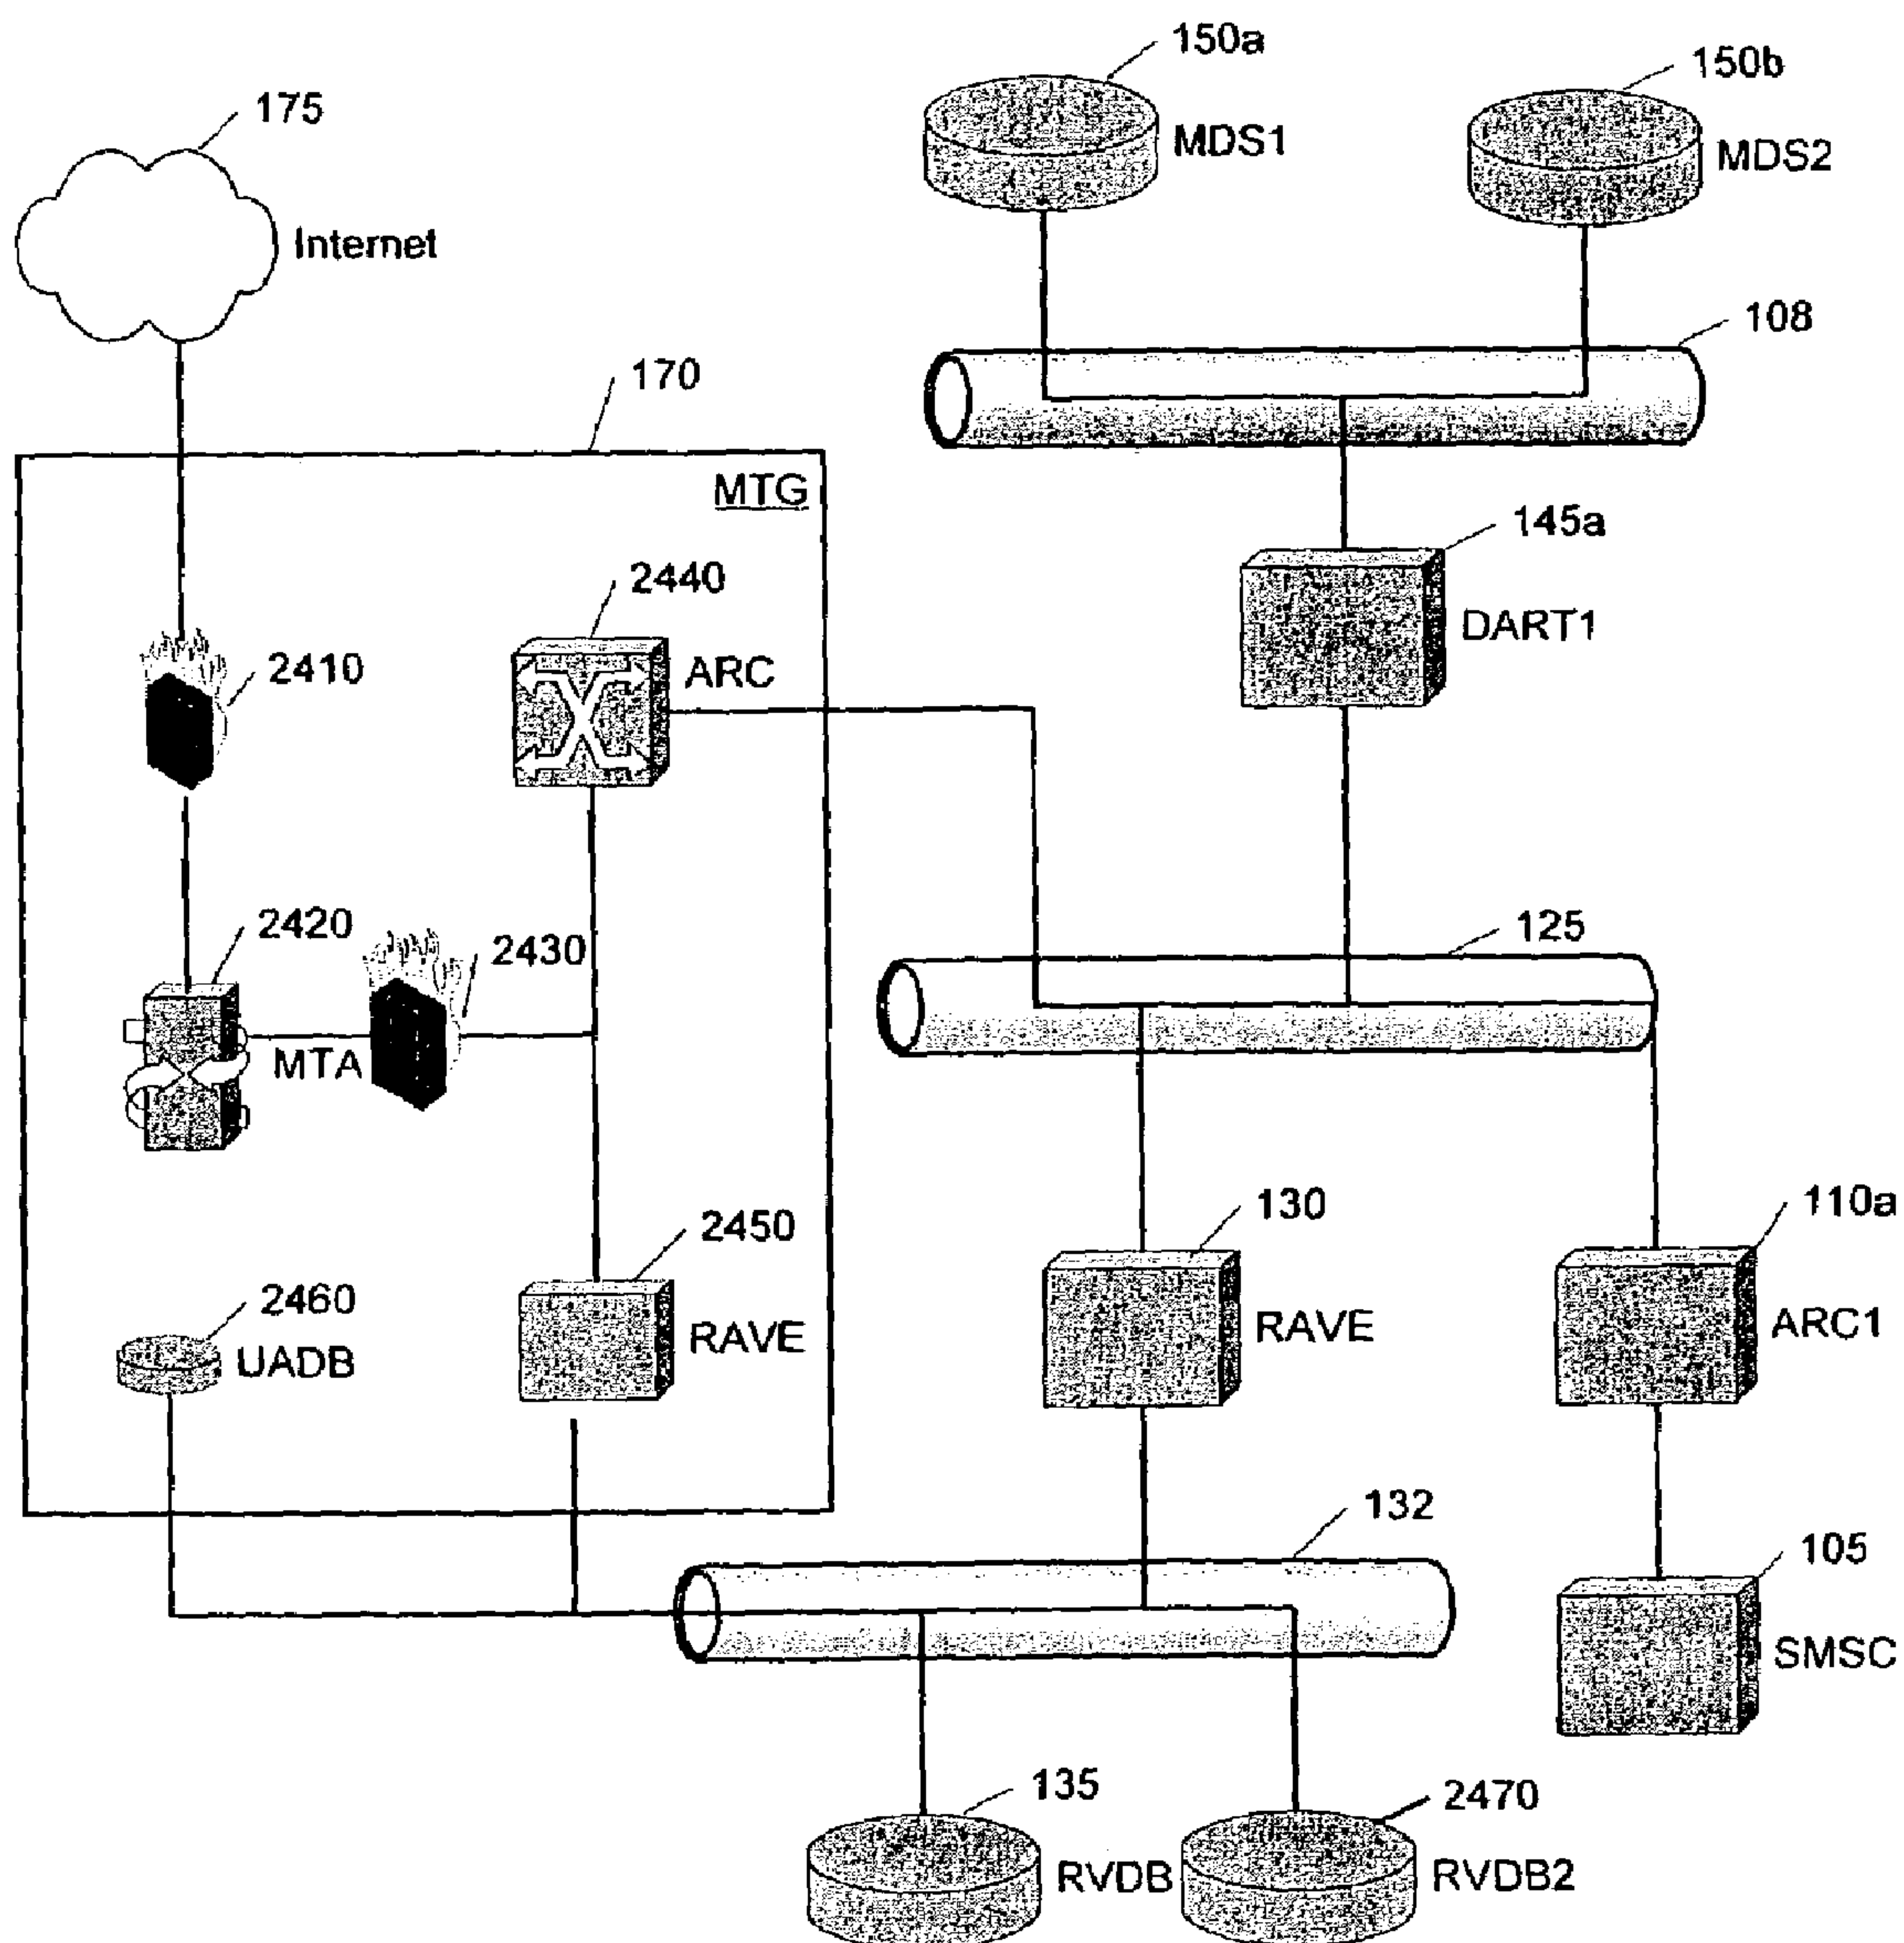 150a
150b
175
MDS1
MDS2
Internet
108
170
MTG
145a
2440
DART1
2410
ARC
2420
125
2430
MTA
130
110a
2450
2460
RAVE
RAVE
ARC1
UADB
132
105
SMSC
135
2470
RVDB
RVDB2